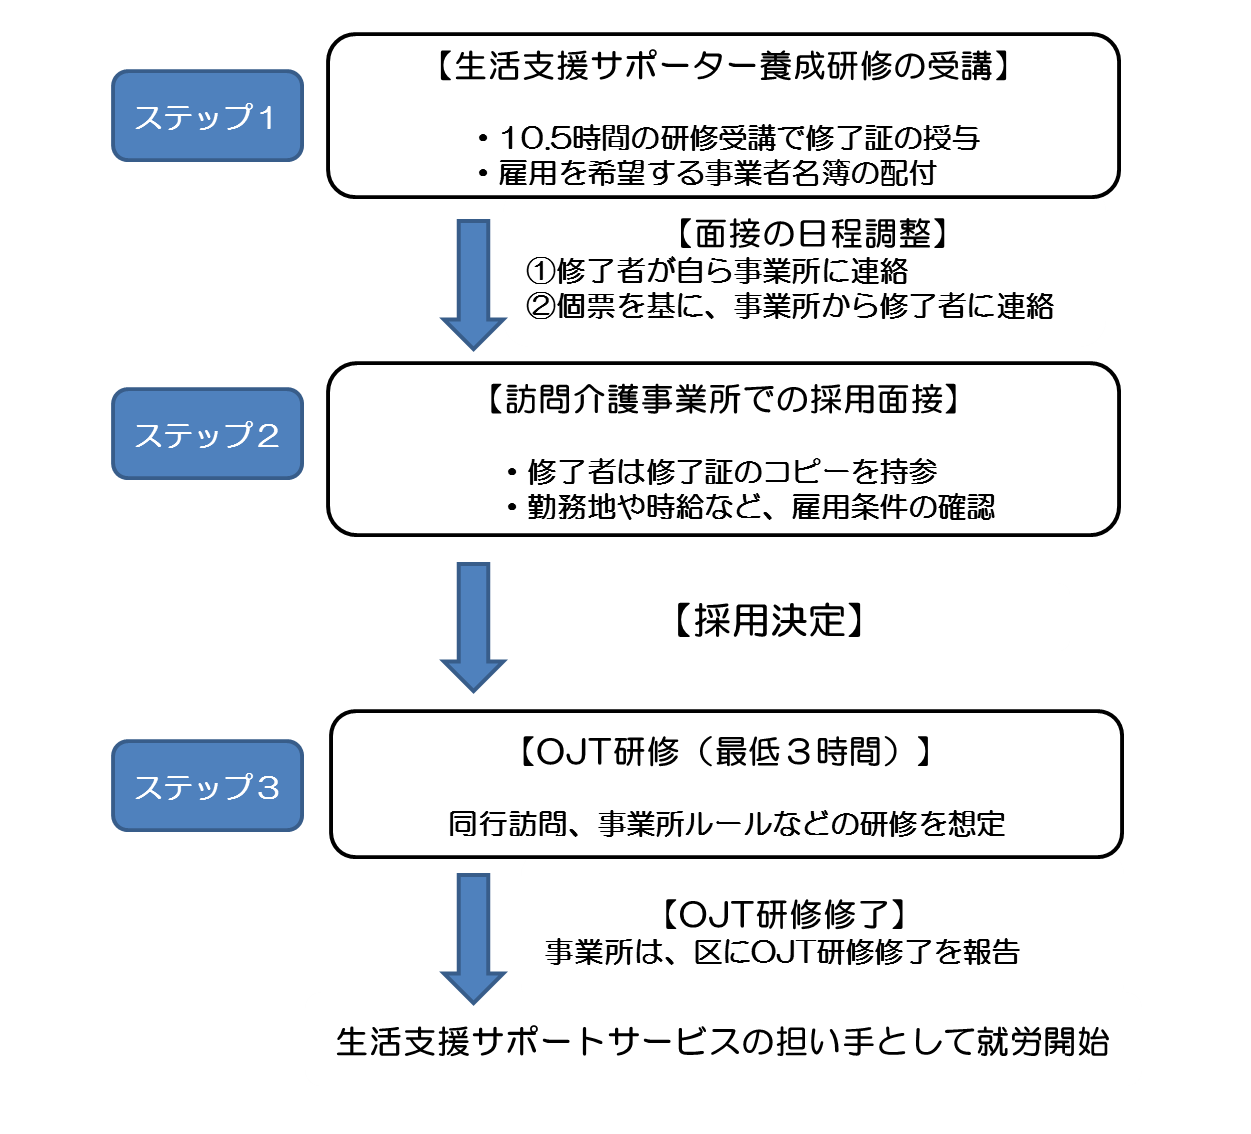 ステップ１
【生活支援サポーター養成研修の受講】
・10.5時間の研修受講で修了証の授与
・雇用を希望する事業者名簿の配付
【面接の日程調整】
①修了者が自ら事業所に連絡
②個票を基に、事業所から修了者に連絡
ステップ２
【訪問介護事業所での採用面接】
・修了者は修了証のコピーを持参
・勤務地や時給など、雇用条件の確認
【採用決定】
ステップ３
【OJT研修（最低３時間）】
同行訪問、事業所ルールなどの研修を想定
【OJT研修修了】
事業所は、区にOJT研修修了を報告
生活支援サポートサービスの担い手として就労開始